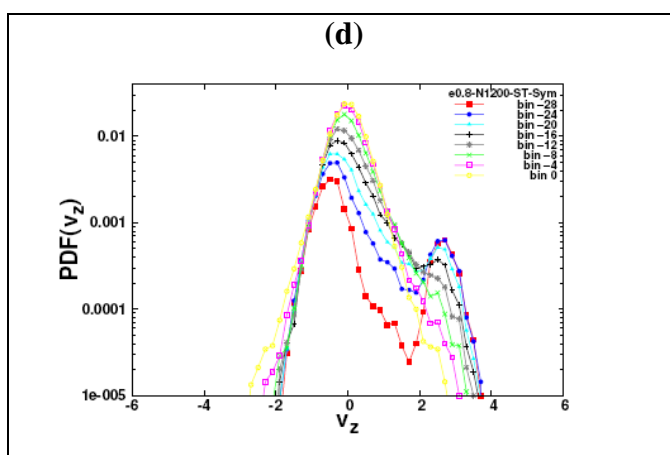 (d)
e0.8-N1200-ST-Sym
bin -28
bin -24
bin -20
bin -16
bin -12
bin -8
bin -4
bin 0
0.01
0.001
0.0001
1e-005
PDF(vz)
-6
-4
-2
0
2
4
6
vz